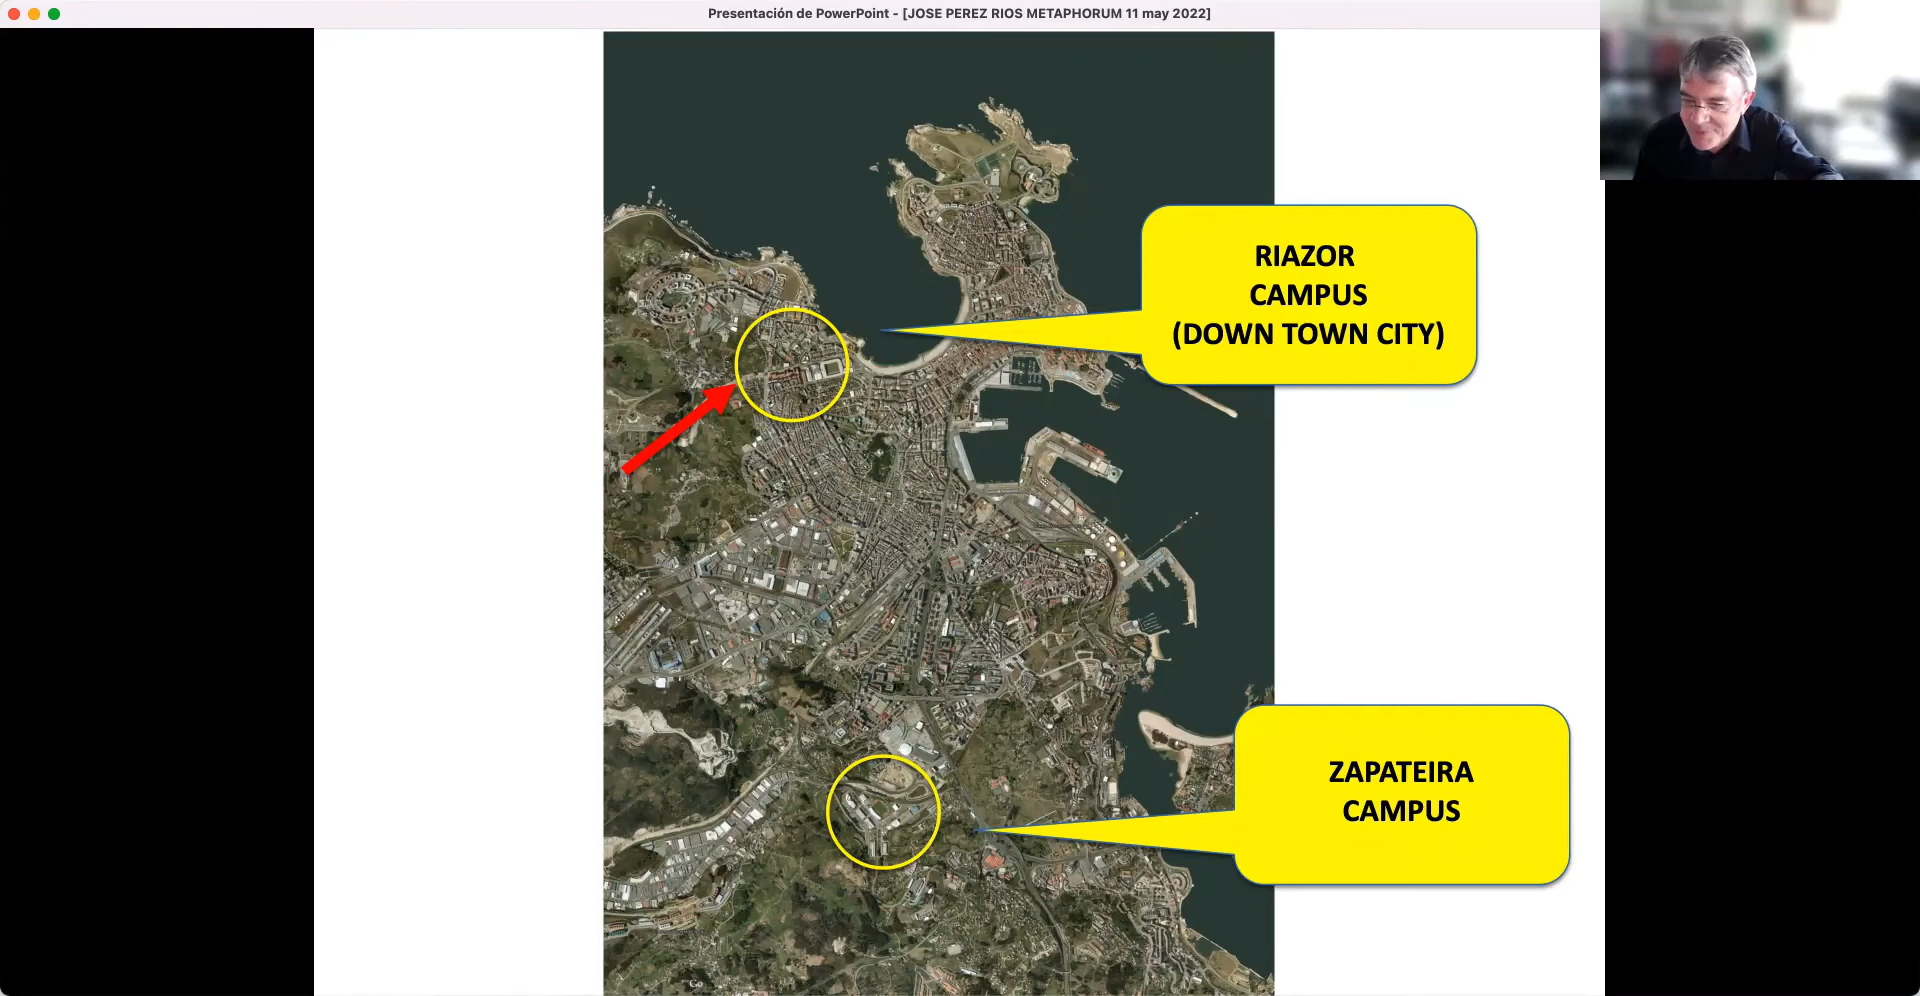 Presentación de PowerPoint - [JOSE PEREZ RIOS METAPHORUM 11 may 2022]
RIAZOR
CAMPUS
(DOWN TOWN CITY)
ZAPATEIRA
CAMPUS